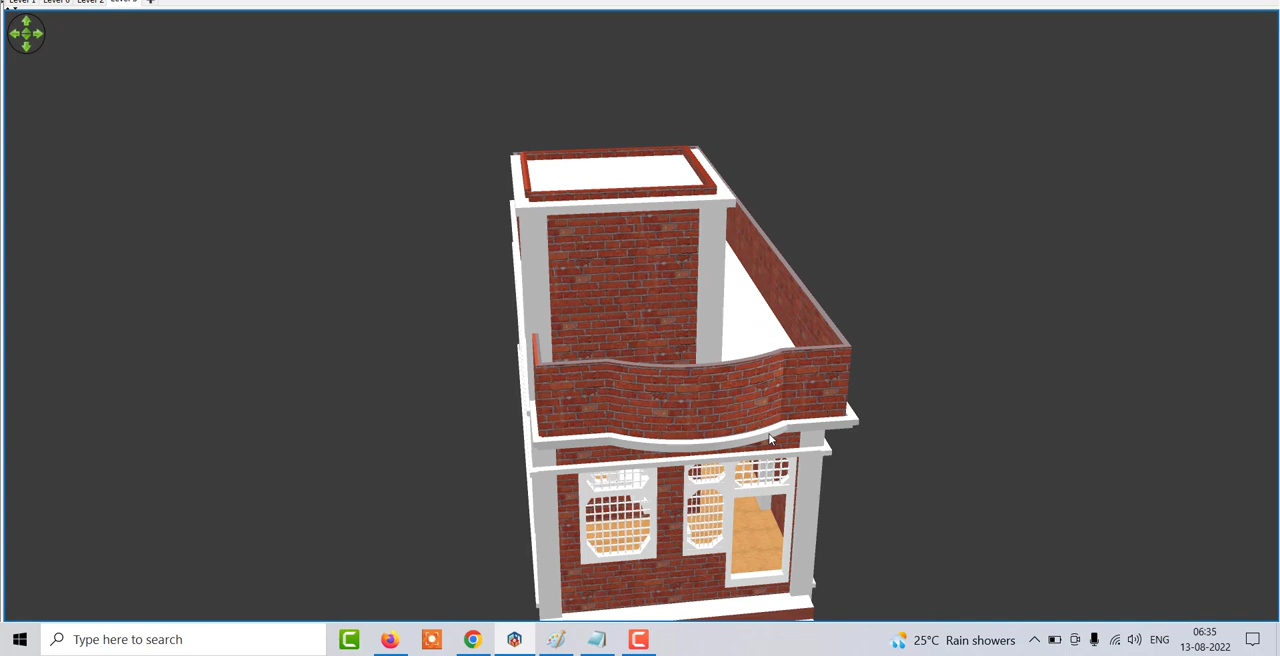 Level 1 Level 0 Level 2
Type here to search
25°C Rain showers
ENG
06:35
13-08-2022